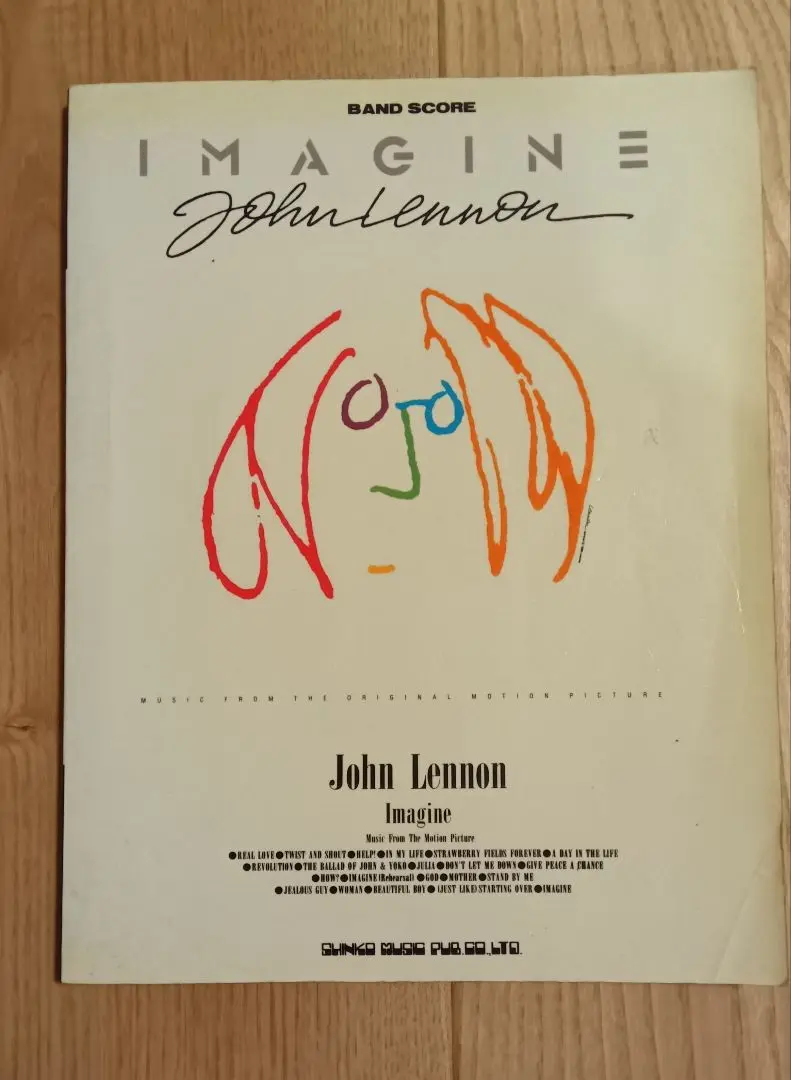 BAND SCORE
IMAGINE
John Lennon
MUSIC FROM THE ORIGINAL MOTION PICTURE
John Lennon
Imagine
Music From The Motion Picture
●REAL LOVE●TWIST AND SHOUT●HELP!●IN MY LIFE●STRAWBERRY FIELDS FOREVER●A DAY IN THE LIFE
●REVOLUTION●THE BALLAD OF JOHN & YOKO●JULIA●DON'T LET ME DOWN●GIVE PEACE A CHANCE
●HOW?●IMAGINE(Rehearsal)●GOD●MOTHER●STAND BY ME
●JEALOUS GUY●WOMAN●BEAUTIFUL BOY●(JUST LIKE)STARTING OVER●IMAGINE
SHINKO MUSIC PUB.CO.,LTD.